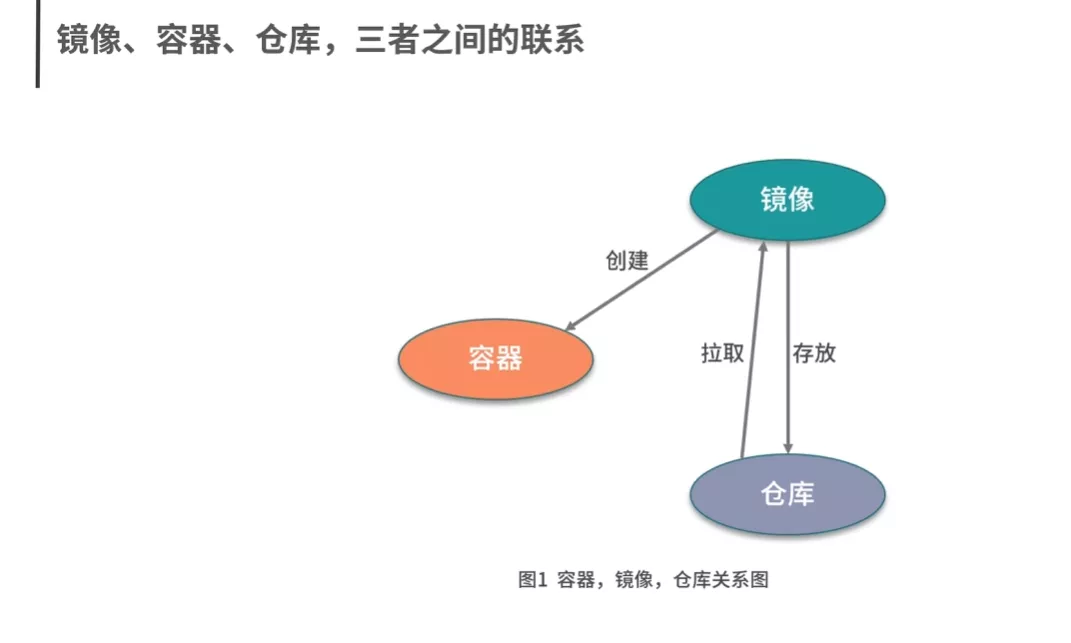 镜像、容器、仓库，三者之间的联系
镜像
创建
容器
拉取
存放
仓库
图1 容器，镜像，仓库关系图